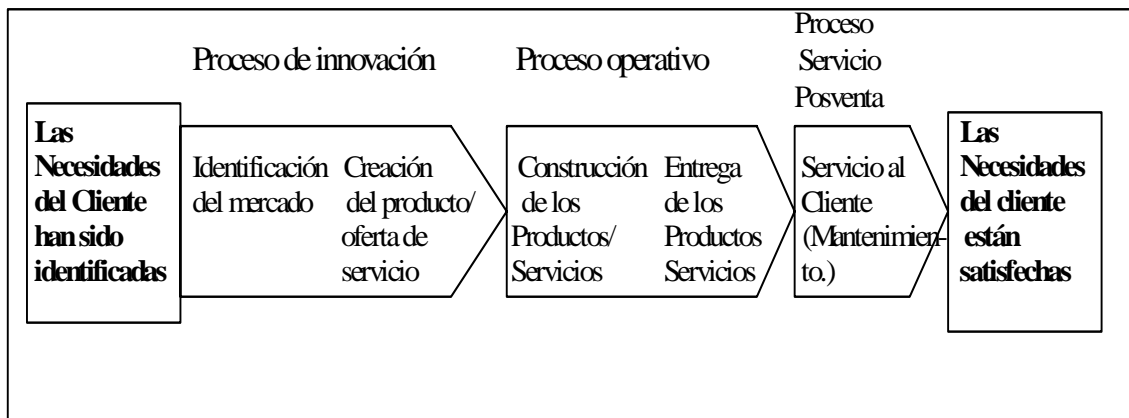 Proceso de innovación
Proceso operativo
Proceso
Servicio
Posventa
Las
Necesidades
del Cliente
han sido
identificadas
Identificación
del mercado
Creación
del producto/
oferta de
servicio
Construcción
de los
Productos/
Servicios
Entrega
de los
Productos
Servicios
Servicio al
Cliente
(Mantenimien-
to.)
Las
Necesidades
del cliente
están
satisfechas